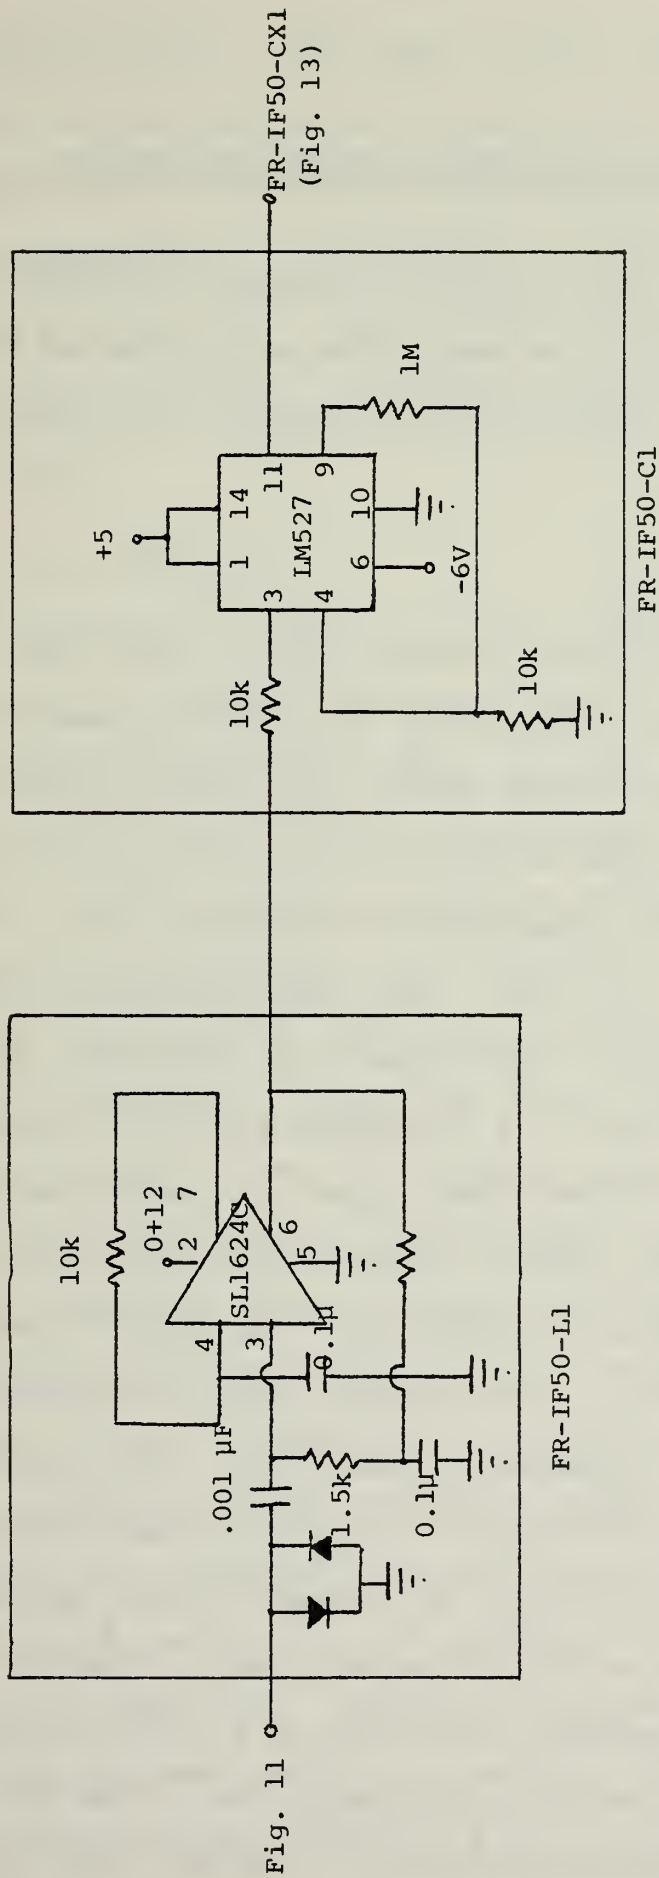 Fig. 11
.001 µF
1.5k
0.1µ
10k
O+12
2
7
4
3
SL1624C
6
5
0.1µ
FR-IF50-L1
10k
+5
1
14
3
11
LM527
4
9
6
10
-6V
1M
10k
FR-IF50-C1
FR-IF50-CX1
(Fig. 13)